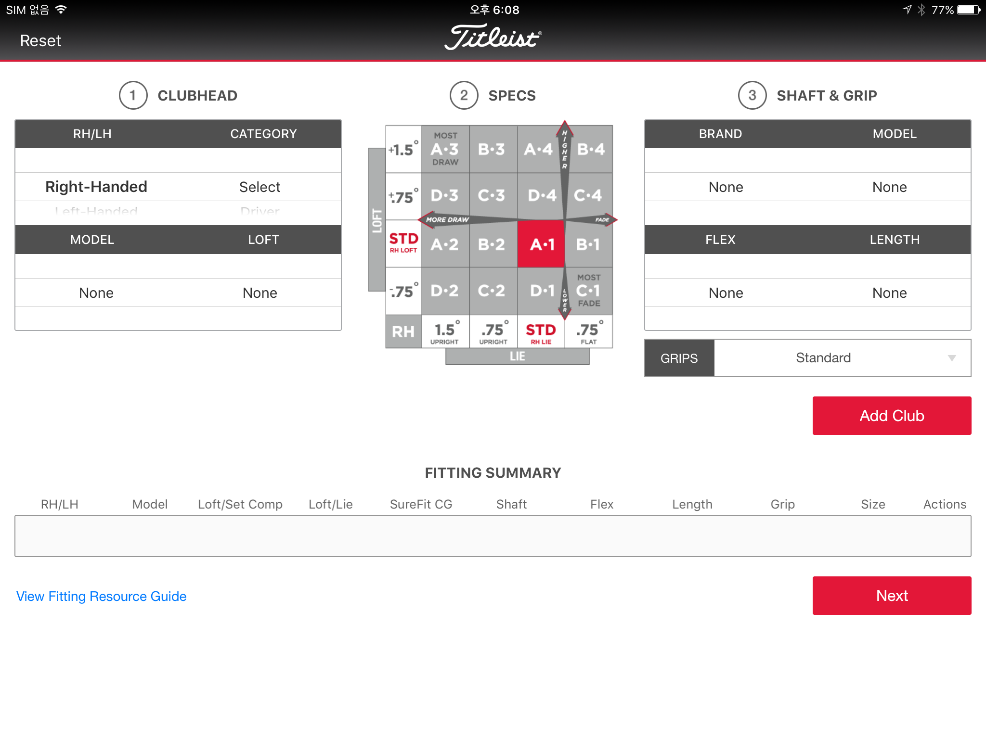 SIM 없음 오후 6:08 77%
Reset Titleist
1 CLUBHEAD
RH/LH CATEGORY
Right-Handed Select
Left-Handed Driver
MODEL LOFT
None None
2 SPECS
LOFT
+1.5° MOST A•3 DRAW B•3 A•4 B•4
HIGHER
+.75° D•3 C•3 D•4 C•4
MORE DRAW FADE
STD RH LOFT A•2 B•2 A•1 B•1
-.75° D•2 C•2 D•1 MOST C•1 FADE
LOWER
RH 1.5° UPRIGHT .75° UPRIGHT STD RH LIE .75° FLAT
LIE
3 SHAFT & GRIP
BRAND MODEL
None None
FLEX LENGTH
None None
GRIPS Standard
Add Club
FITTING SUMMARY
RH/LH Model Loft/Set Comp Loft/Lie SureFit CG Shaft Flex Length Grip Size Actions
View Fitting Resource Guide Next